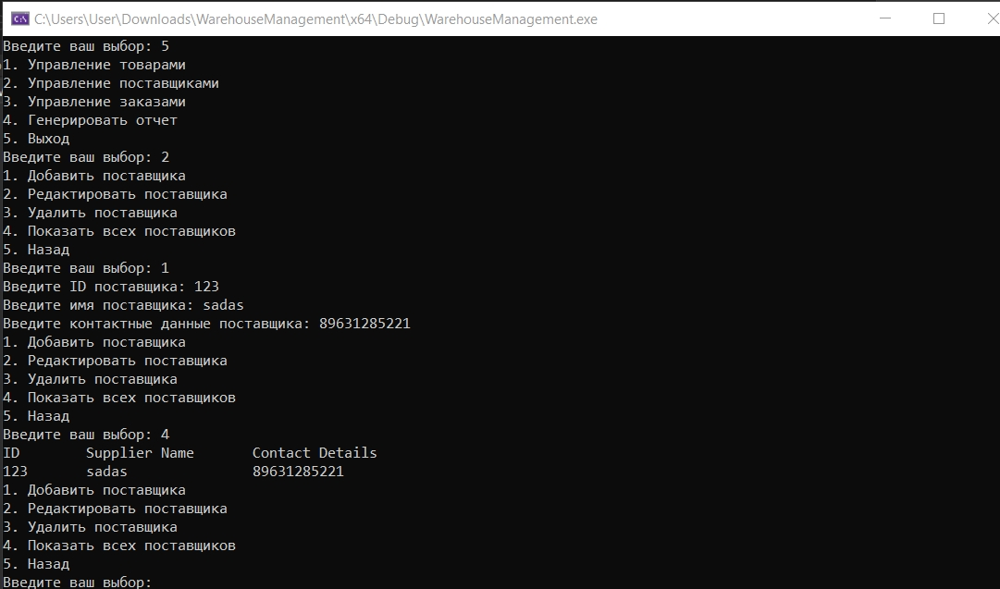 C:\Users\User\Downloads\WarehouseManagement\x64\Debug\WarehouseManagement.exe
Введите ваш выбор: 5
1. Управление товарами
2. Управление поставщиками
3. Управление заказами
4. Генерировать отчет
5. Выход
Введите ваш выбор: 2
1. Добавить поставщика
2. Редактировать поставщика
3. Удалить поставщика
4. Показать всех поставщиков
5. Назад
Введите ваш выбор: 1
Введите ID поставщика: 123
Введите имя поставщика: sadas
Введите контактные данные поставщика: 89631285221
1. Добавить поставщика
2. Редактировать поставщика
3. Удалить поставщика
4. Показать всех поставщиков
5. Назад
Введите ваш выбор: 4
ID Supplier Name Contact Details
123 sadas 89631285221
1. Добавить поставщика
2. Редактировать поставщика
3. Удалить поставщика
4. Показать всех поставщиков
5. Назад
Введите ваш выбор: